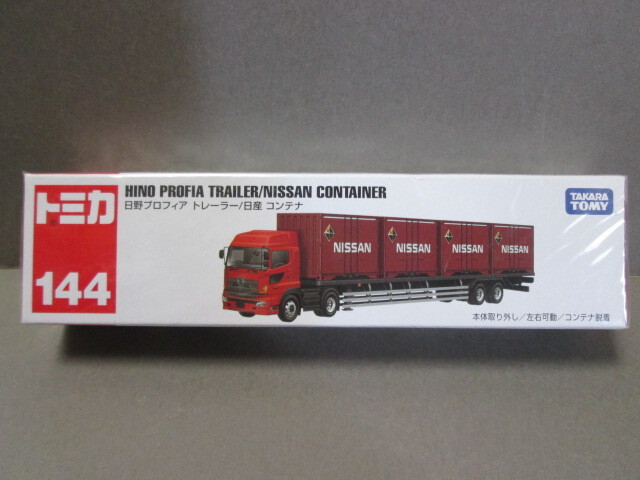 トミカ
144
HINO PROFIA TRAILER/NISSAN CONTAINER
日野プロフィア トレーラー/日産 コンテナ
TAKARA
TOMY
NISSAN NISSAN NISSAN NISSAN
本体取り外し/左右可動/コンテナ脱着